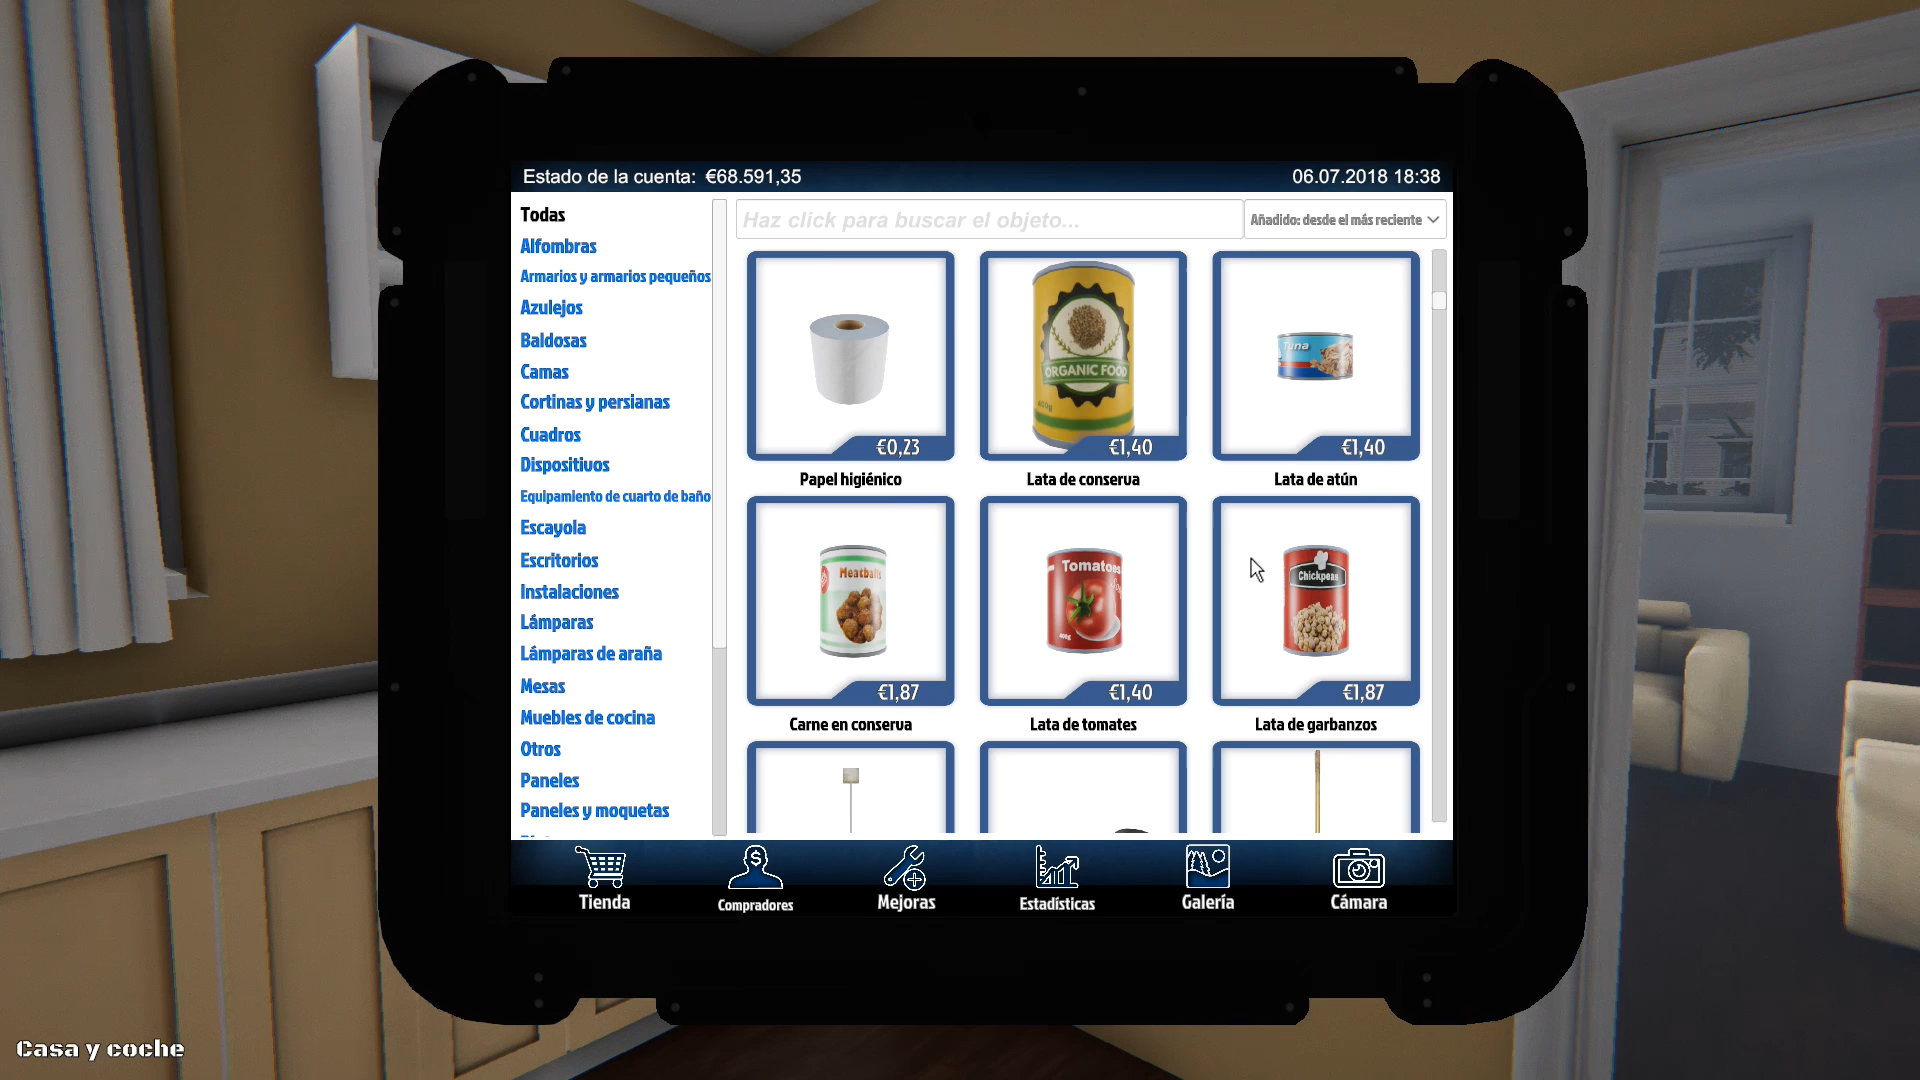 Estado de la cuenta: €68.591,35
06.07.2018 18:38
Todas
Alfombras
Armarios y armarios pequeños
Azulejos
Baldosas
Camas
Cortinas y persianas
Cuadros
Dispositivos
Equipamiento de cuarto de baño
Escayola
Escritorios
Instalaciones
Lámparas
Lámparas de araña
Mesas
Muebles de cocina
Otros
Paneles
Paneles y moquetas
Haz click para buscar el objeto...
Añadido: desde el más reciente
€0,23
Papel higiénico
ORGANIC FOOD
400g
€1,40
Lata de conserva
Tuna
€1,40
Lata de atún
Meatballs
€1,87
Carne en conserva
Tomatoes
400g
€1,40
Lata de tomates
Chickpeas
€1,87
Lata de garbanzos
Tienda
Compradores
Mejoras
Estadísticas
Galería
Cámara
Casa y coche